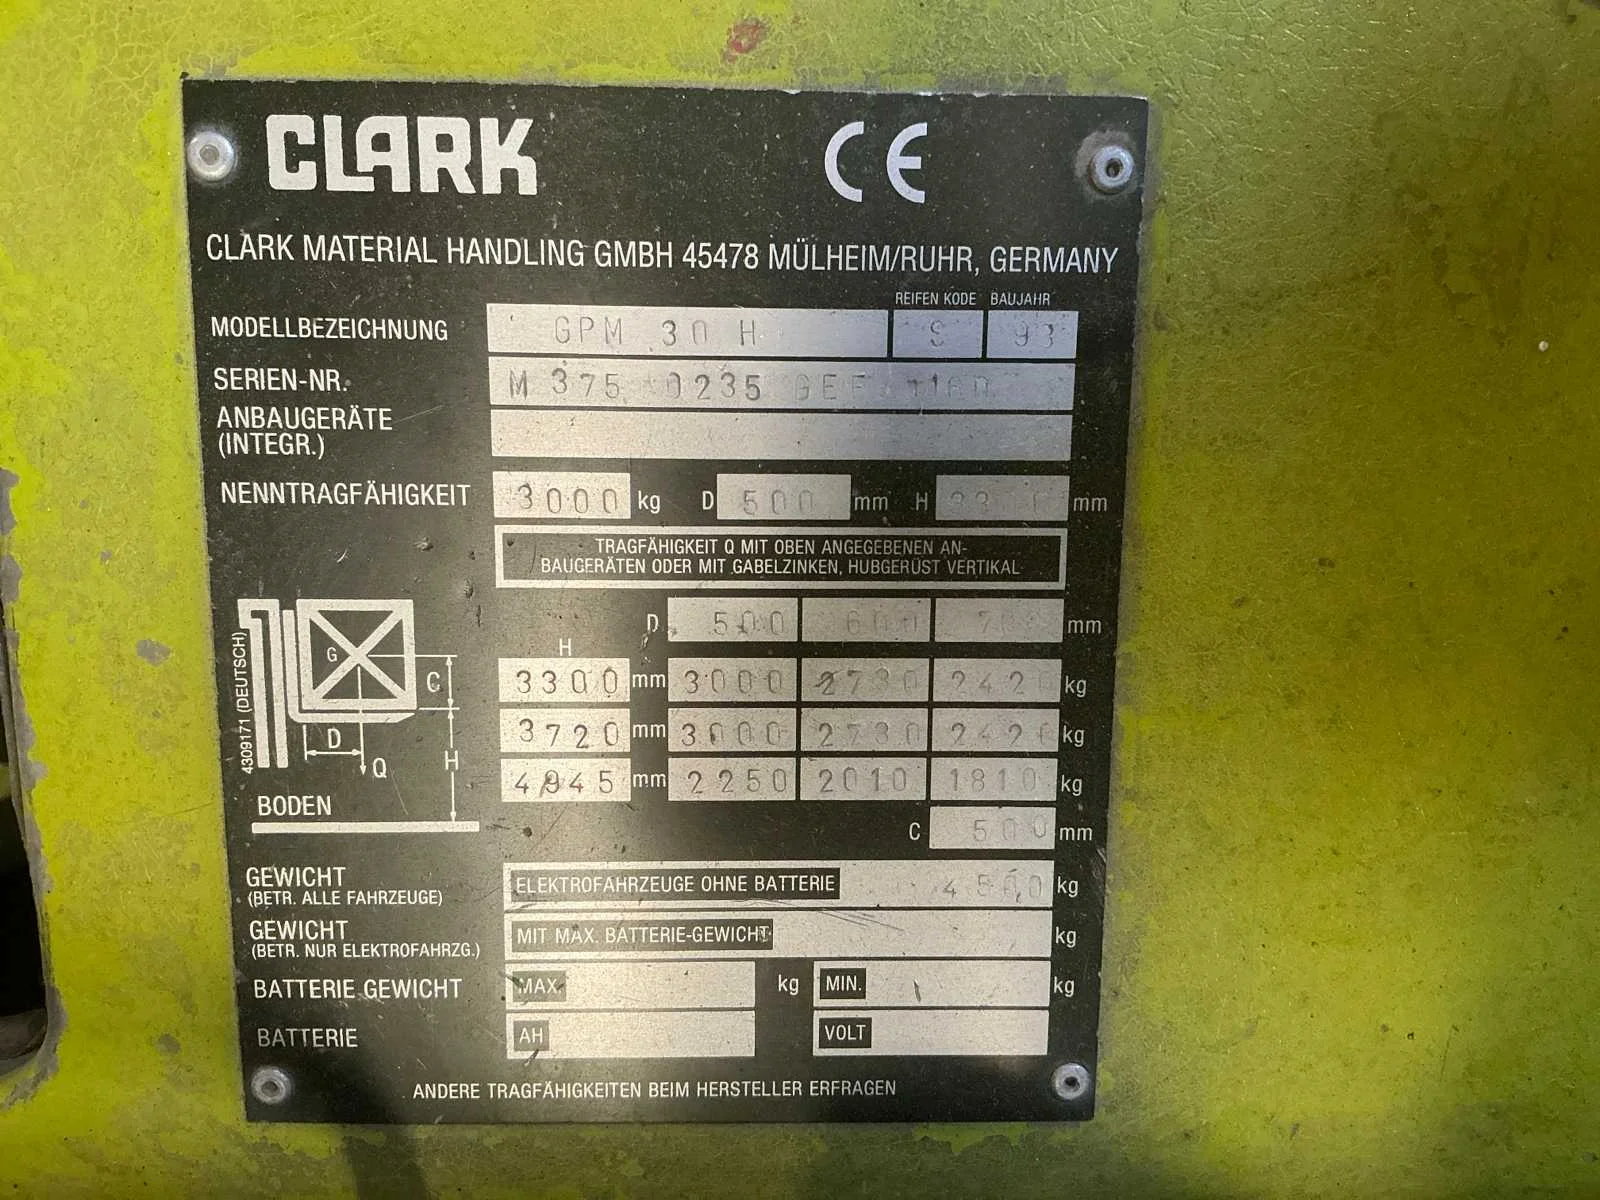 CLARK CE
CLARK MATERIAL HANDLING GMBH 45478 MÜLHEIM/RUHR, GERMANY
REIFEN KODE BAUJAHR
MODELLBEZEICHNUNG GPM 30 H S 93
SERIEN-NR. M 375 0235 GEF
ANBAUGERÄTE
(INTEGR.)
NENNTRAGFÄHIGKEIT 3000 kg D 500 mm H mm
TRAGFÄHIGKEIT Q MIT OBEN ANGEGEBENEN AN-
BAUGERÄTEN ODER MIT GABELZINKEN, HUBGERÜST VERTIKAL
D 500 600 mm
H
3300 mm 3000 2730 2420 kg
3720 mm 3000 2730 2420 kg
4945 mm 2250 2010 1810 kg
C 500 mm
4309171 (DEUTSCH)
G
C
D
H
Q
BODEN
GEWICHT
(BETR. ALLE FAHRZEUGE) ELEKTROFAHRZEUGE OHNE BATTERIE 4500 kg
GEWICHT
(BETR. NUR ELEKTROFAHRZG.) MIT MAX. BATTERIE-GEWICHT kg
BATTERIE GEWICHT MAX. kg MIN. kg
BATTERIE AH VOLT
ANDERE TRAGFÄHIGKEITEN BEIM HERSTELLER ERFRAGEN